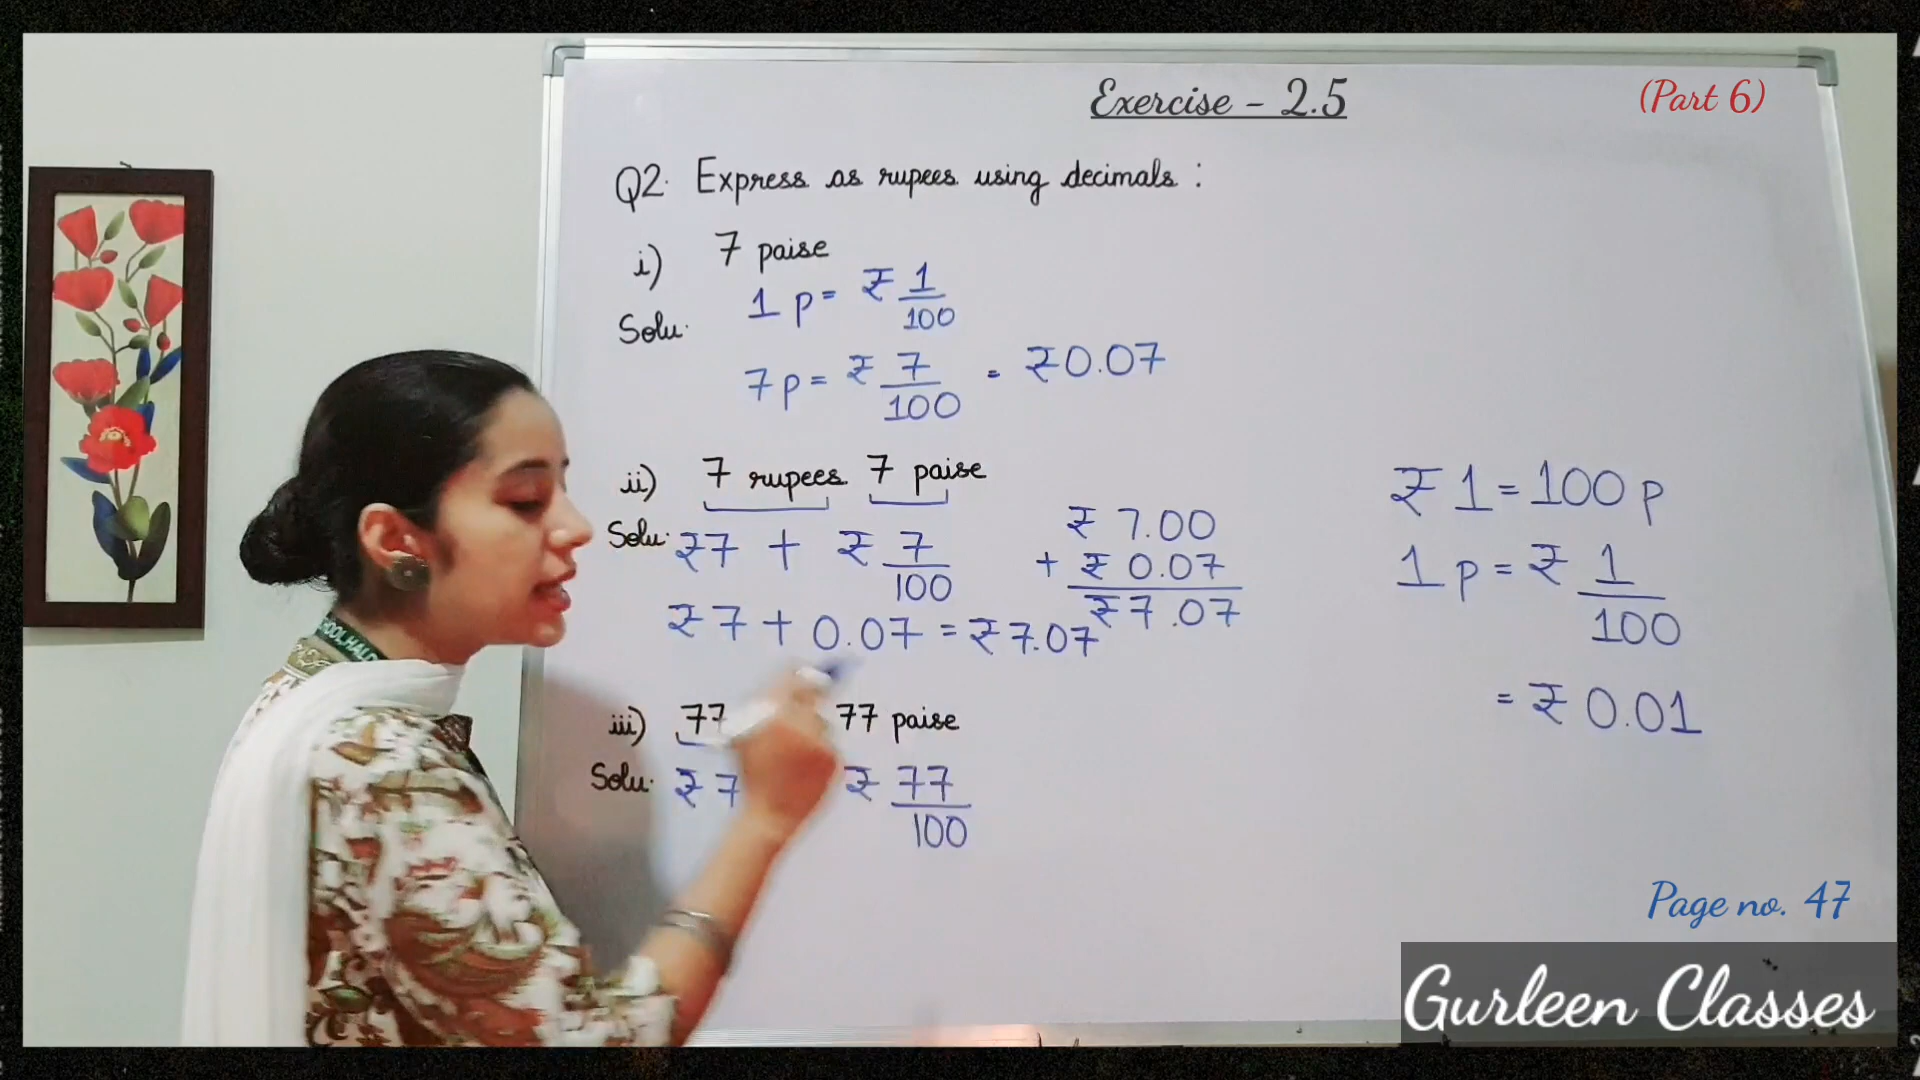 Exercise - 2.5
(Part 6)
Q2. Express as rupees using decimals :
i) 7 paise
Solu. 1 p = ₹ 1/100
7 p = ₹ 7/100 = ₹0.07
ii) 7 rupees 7 paise
Solu. ₹7 + ₹ 7/100
₹7 + 0.07 = ₹7.07
₹ 7.00
+ ₹ 0.07
₹7.07
iii) 77 77 paise
Solu. ₹ 7 ₹ 77/100
₹ 1 = 100 p
1 p = ₹ 1/100
= ₹ 0.01
Page no. 47
Gurleen Classes